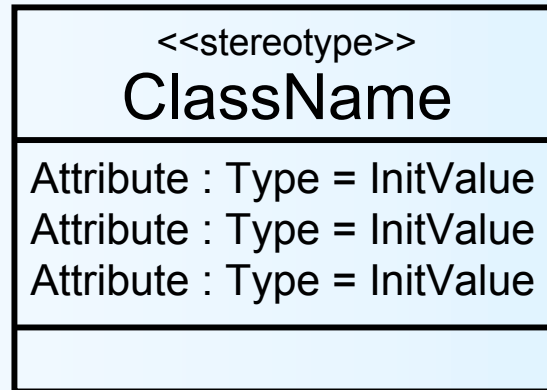 <<stereotype>>
ClassName
Attribute : Type = InitValue
Attribute : Type = InitValue
Attribute : Type = InitValue